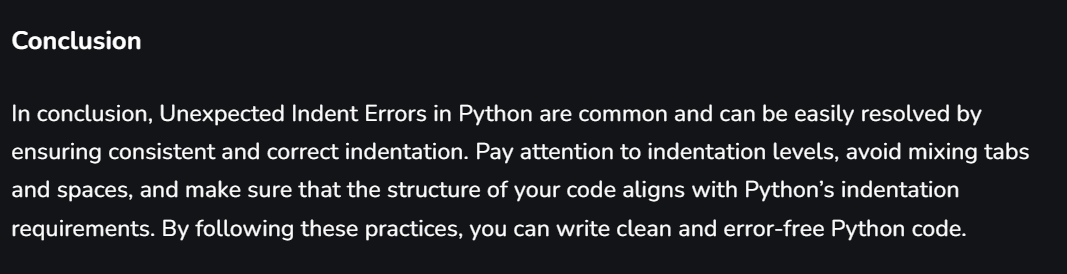 Conclusion
In conclusion, Unexpected Indent Errors in Python are common and can be easily resolved by
ensuring consistent and correct indentation. Pay attention to indentation levels, avoid mixing tabs
and spaces, and make sure that the structure of your code aligns with Python’s indentation
requirements. By following these practices, you can write clean and error-free Python code.